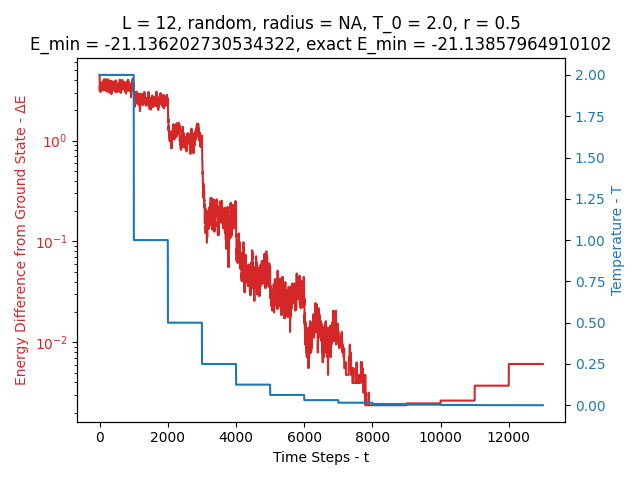 L = 12, random, radius = NA, T_0 = 2.0, r = 0.5
E_min = -21.136202730534322, exact E_min = -21.13857964910102
Energy Difference from Ground State - ΔE
10⁰
10⁻¹
10⁻²
2.00
1.75
1.50
1.25
1.00
0.75
0.50
0.25
0.00
Temperature - T
0 2000 4000 6000 8000 10000 12000
Time Steps - t